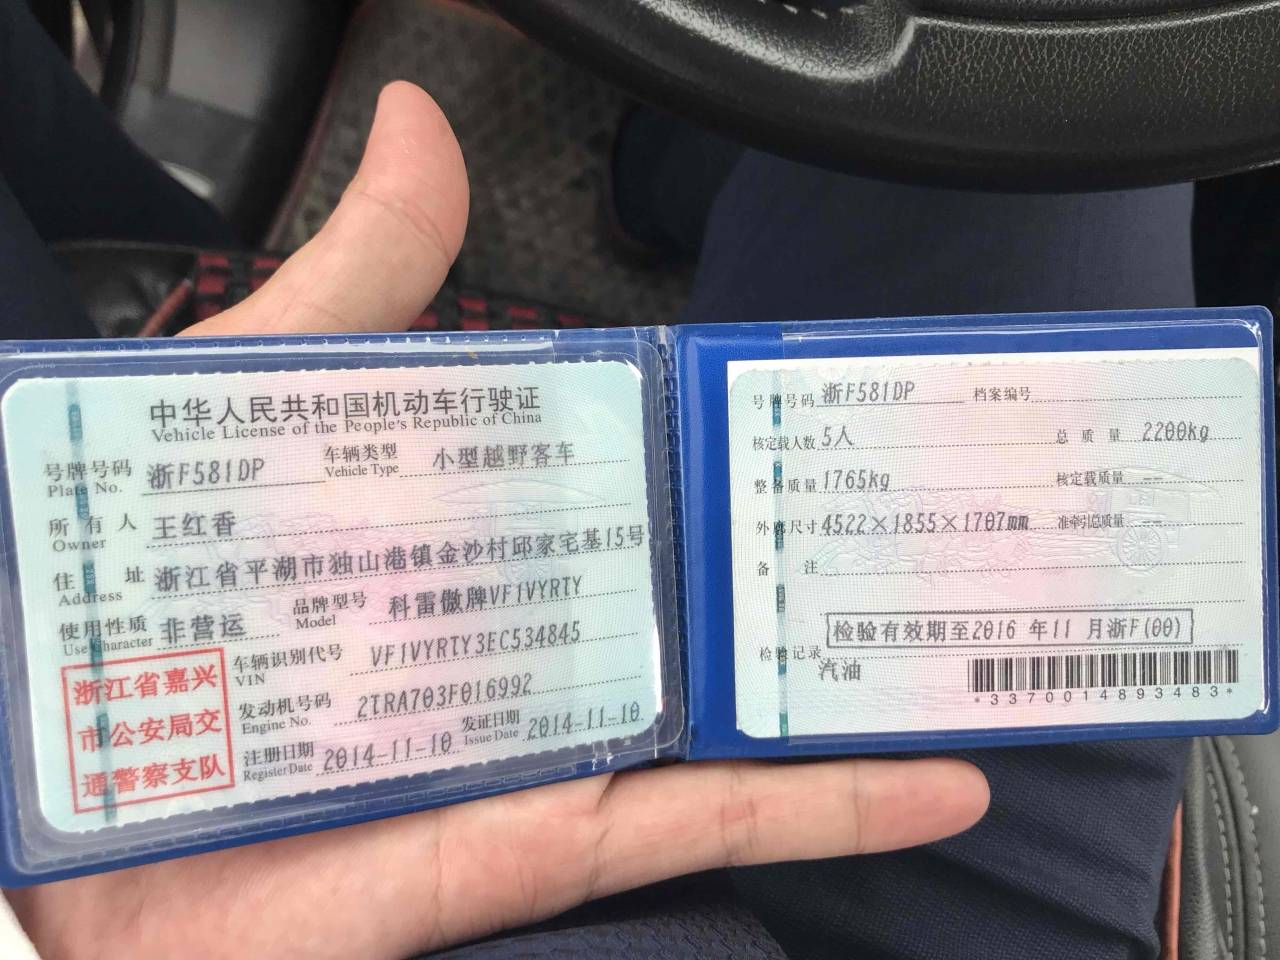 中华人民共和国机动车行驶证
Vehicle License of the People's Republic of China
号牌号码 浙F581DP 车辆类型 小型越野客车
Plate No. Vehicle Type
所有人 王红香
Owner
住址 浙江省平湖市独山港镇金沙村邱家宅基15号
Address
使用性质 非营运 品牌型号 科雷傲牌VF1VYRTY
Use Character Model
浙江省嘉兴
市公安局交
通警察支队
车辆识别代号 VF1VYRTY3EC534845
VIN
发动机号码 2TRA703F016992
Engine No.
注册日期 2014-11-10 发证日期 2014-11-10
Register Date Issue Date
号牌号码 浙F581DP 档案编号
核定载人数 5人 总质量 2200kg
整备质量 1765kg 核定载质量 --
外廓尺寸 4522×1855×1707mm 准牵引总质量 --
备注
检验有效期至2016 年11 月浙F(00)
检验记录
汽油
*3370014893483*